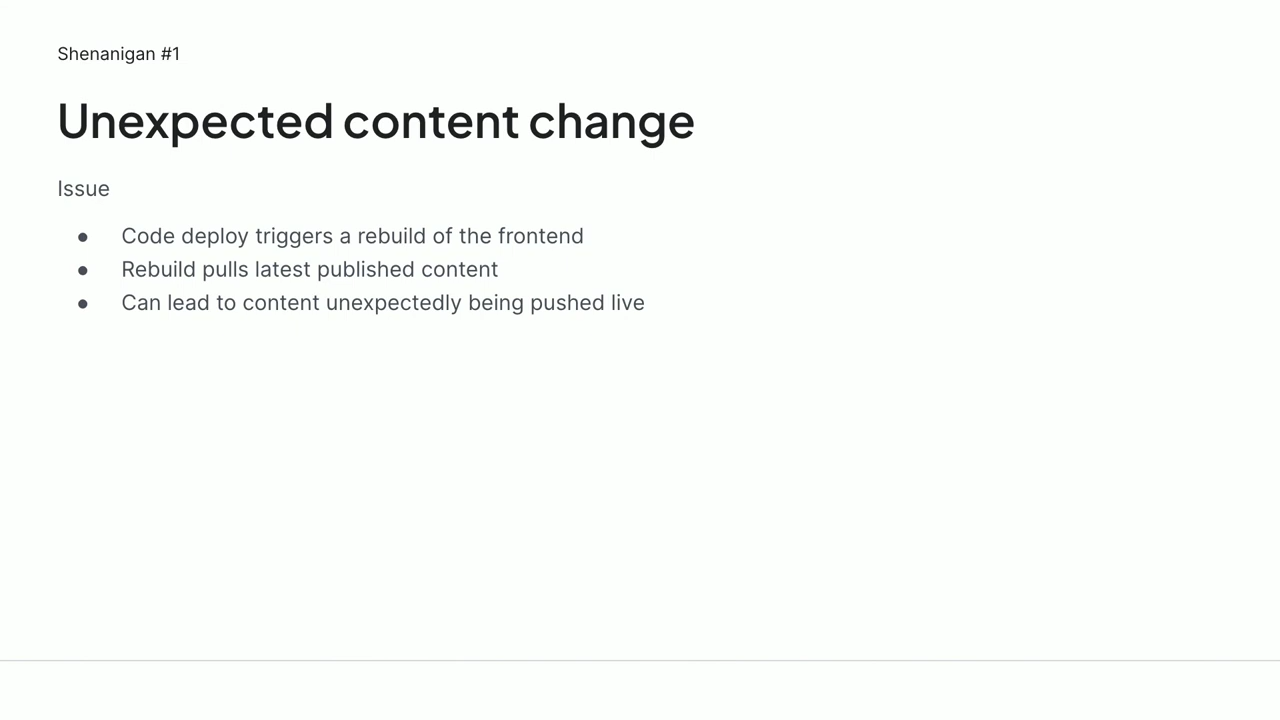 Shenanigan #1
Unexpected content change
Issue
● Code deploy triggers a rebuild of the frontend
● Rebuild pulls latest published content
● Can lead to content unexpectedly being pushed live